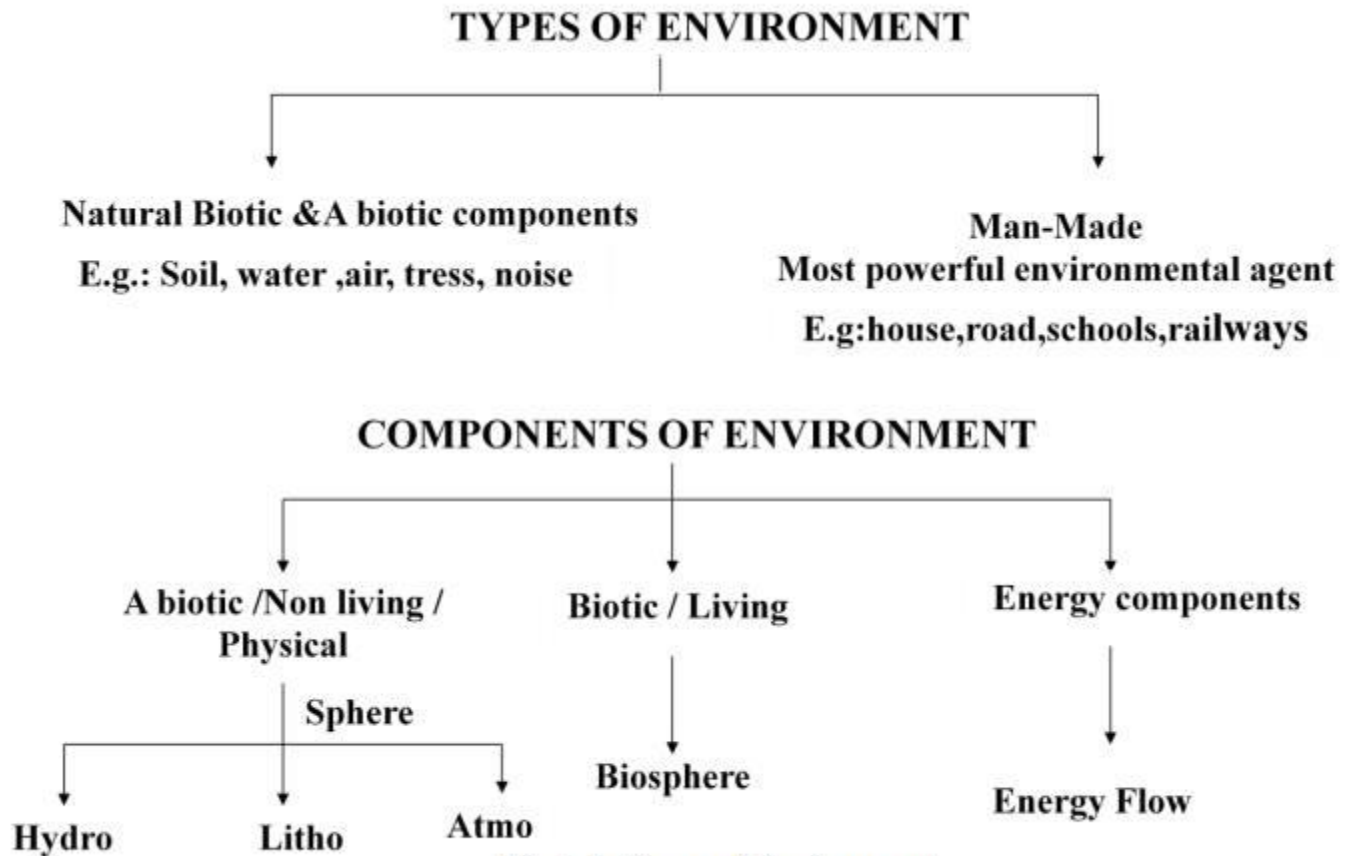 TYPES OF ENVIRONMENT
Natural Biotic &A biotic components
E.g.: Soil, water ,air, tress, noise
Man-Made
Most powerful environmental agent
E.g:house,road,schools,railways
COMPONENTS OF ENVIRONMENT
A biotic /Non living /
Physical
Biotic / Living
Energy components
Sphere
Hydro
Litho
Atmo
Biosphere
Energy Flow